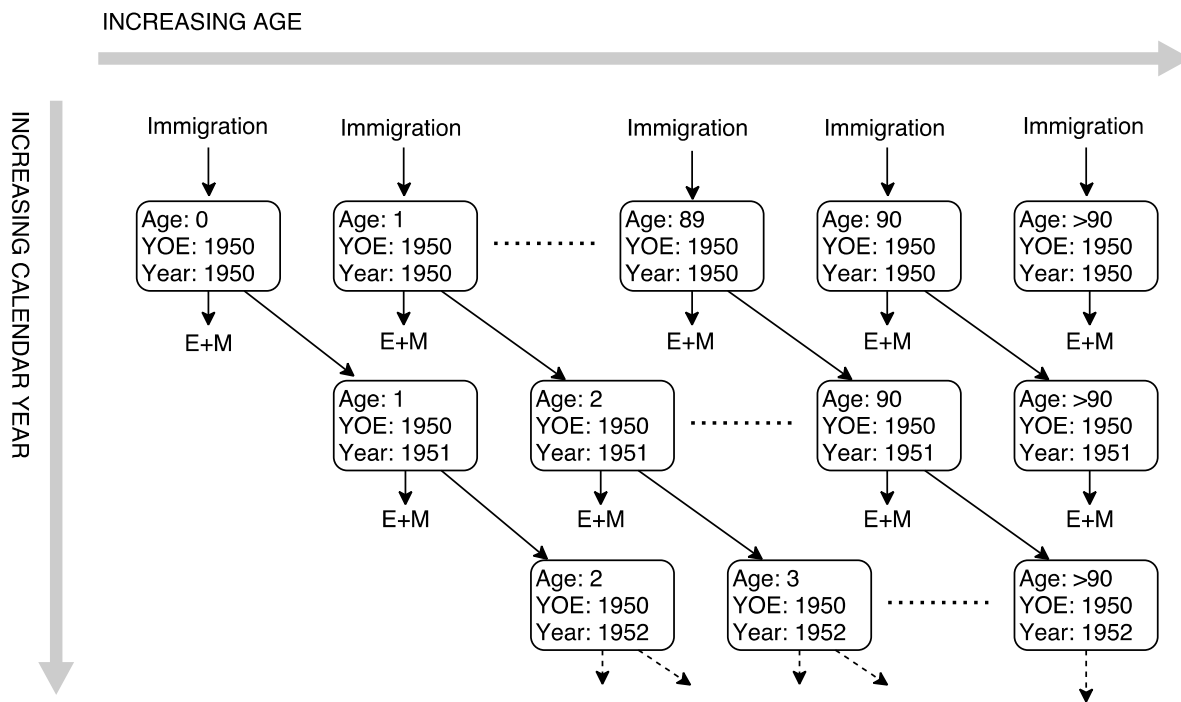 INCREASING AGE
INCREASING CALENDAR YEAR
Immigration
Immigration
Immigration
Immigration
Immigration
Age: 0
YOE: 1950
Year: 1950
Age: 1
YOE: 1950
Year: 1950
Age: 89
YOE: 1950
Year: 1950
Age: 90
YOE: 1950
Year: 1950
Age: >90
YOE: 1950
Year: 1950
E+M
E+M
E+M
E+M
E+M
Age: 1
YOE: 1950
Year: 1951
Age: 2
YOE: 1950
Year: 1951
Age: 90
YOE: 1950
Year: 1951
Age: >90
YOE: 1950
Year: 1951
E+M
E+M
E+M
E+M
Age: 2
YOE: 1950
Year: 1952
Age: 3
YOE: 1950
Year: 1952
Age: >90
YOE: 1950
Year: 1952